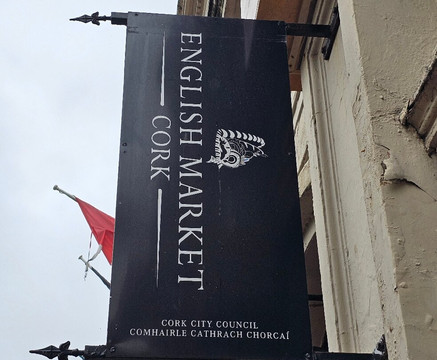 ENGLISH MARKET
CORK
CORK CITY COUNCIL
COMHAIRLE CATHRACH CHORCAÍ